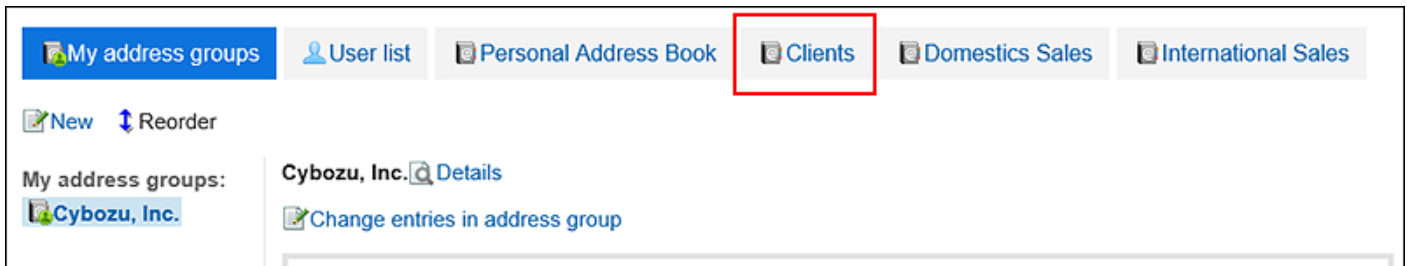 My address groups User list Personal Address Book Clients Domestics Sales International Sales
New Reorder
My address groups:
Cybozu, Inc.
Cybozu, Inc. Details
Change entries in address group